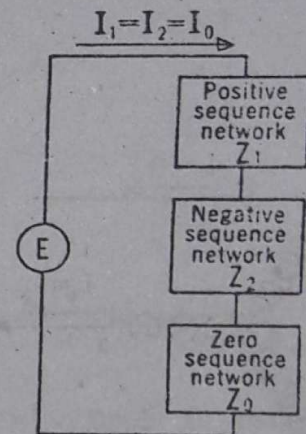 I₁=I₂=I₀
Positive
sequence
network
Z₁
E
Negative
sequence
network
Z₂
Zero
sequence
network
Z₀